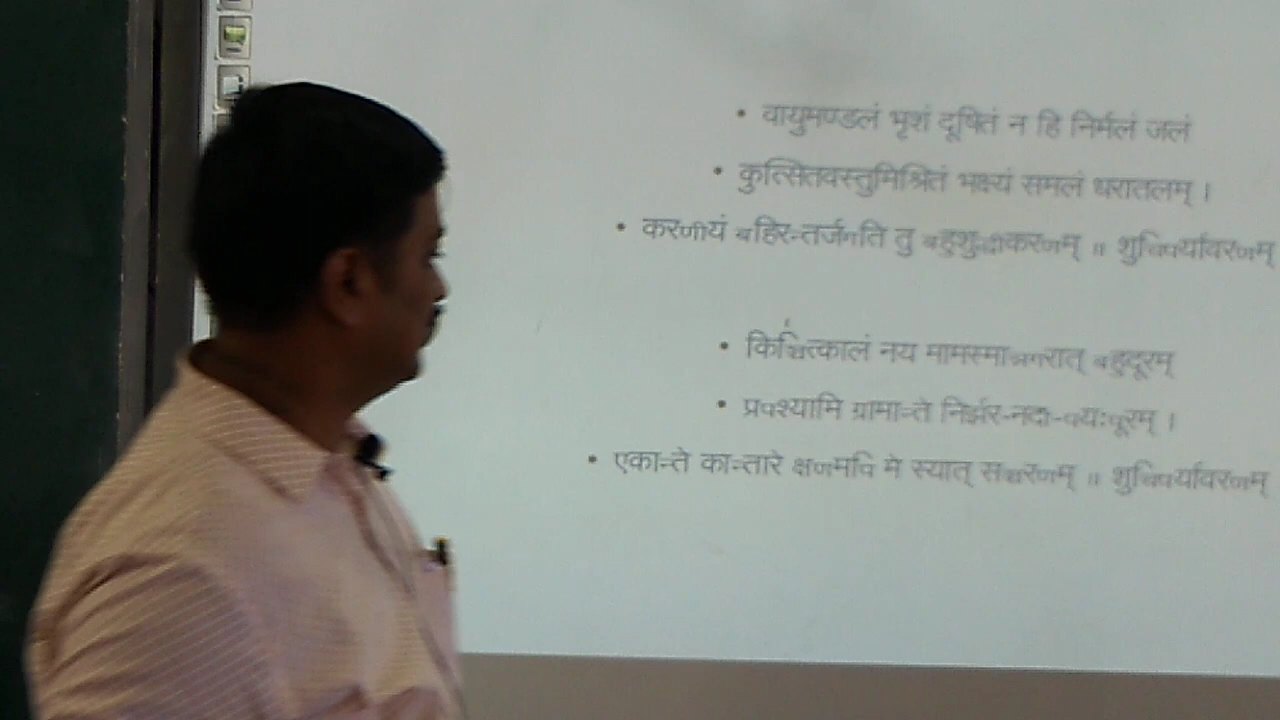 वायुमण्डलं भृशं दूषितं न हि निर्मलं जलं
कुत्सितवस्तुमिश्रितं भक्ष्यं समलं धरातलम् ।
करणीयं बहिरन्तर्जगति तु बहुशुद्धीकरणम् ॥ शुचिपर्यावरणम्
किञ्चित्कालं नय मामस्मान्नगरात् बहुदूरम्
प्रपश्यामि ग्रामान्ते निर्झर-नदी-पयःपूरम् ।
एकान्ते कान्तारे क्षणमपि मे स्यात् सञ्चरणम् ॥ शुचिपर्यावरणम्